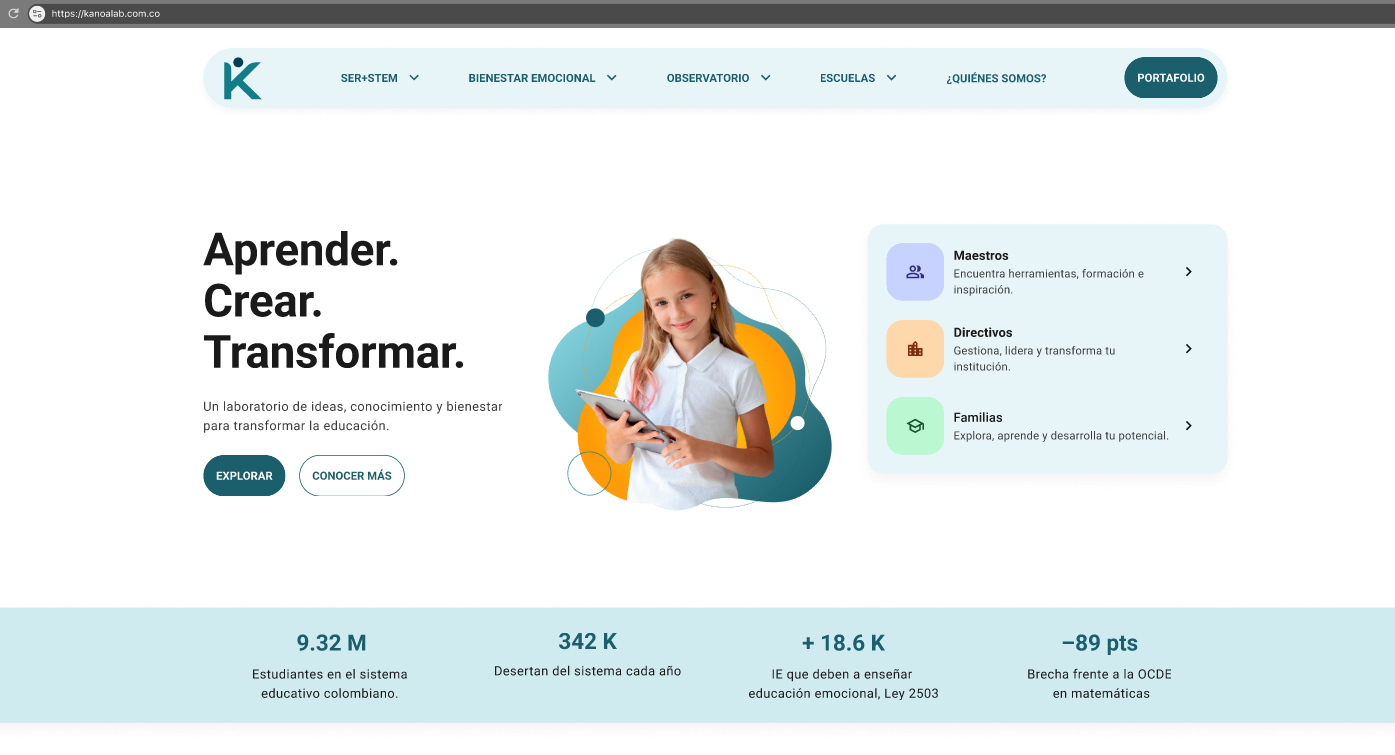 https://kanoalab.com.co
SER+STEM
BIENESTAR EMOCIONAL
OBSERVATORIO
ESCUELAS
¿QUIÉNES SOMOS?
PORTAFOLIO
Aprender.
Crear.
Transformar.
Un laboratorio de ideas, conocimiento y bienestar
para transformar la educación.
EXPLORAR
CONOCER MÁS
Maestros
Encuentra herramientas, formación e
inspiración.
Directivos
Gestiona, lidera y transforma tu
institución.
Familias
Explora, aprende y desarrolla tu potencial.
9.32 M
Estudiantes en el sistema
educativo colombiano.
342 K
Desertan del sistema cada año
+ 18.6 K
IE que deben a enseñar
educación emocional, Ley 2503
–89 pts
Brecha frente a la OCDE
en matemáticas